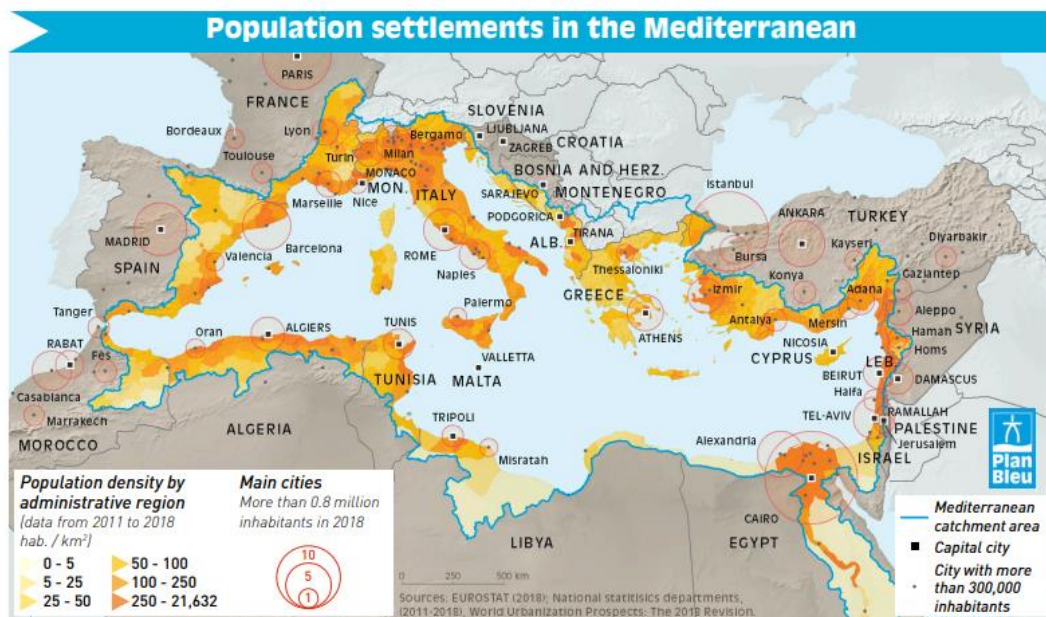 Population settlements in the Mediterranean
PARIS
FRANCE
SLOVENIA
LJUBLJANA
ZAGREB
CROATIA
Bordeaux
Lyon
Bergamo
Turin
Milan
Toulouse
BOSNIA AND HERZ.
MONACO
MON.
SARAJEVO
MONTENEGRO
Istanbul
Marseille
Nice
ITALY
PODGORICA
ANKARA
TURKEY
MADRID
SPAIN
Barcelona
ROME
ALB.
TIRANA
Bursa
Kayseri
Diyarbakir
Valencia
Naples
Thessaloniki
Konya
Gaziantep
GREECE
Izmir
Adana
Tanger
Palermo
Antalya
Mersin
Aleppo
Oran
ALGIERS
TUNIS
ATHENS
NICOSIA
Hamah
SYRIA
RABAT
Fès
VALLETTA
CYPRUS
LEB.
Homs
TUNISIA
MALTA
BEIRUT
DAMASCUS
Casablanca
Haifa
Marrakech
TRIPOLI
TEL-AVIV
RAMALLAH
MOROCCO
ALGERIA
Alexandria
PALESTINE
Jerusalem
Misratah
ISRAEL
Plan
Bleu
CAIRO
LIBYA
EGYPT
Population density by
administrative region
(data from 2011 to 2018
hab. / km²)
0 - 5
5 - 25
25 - 50
50 - 100
100 - 250
250 - 21,632
Main cities
More than 0.8 million
inhabitants in 2018
10
5
1
0 250 500 km
Sources: EUROSTAT (2018); National statitisics departments,
(2011-2018), World Urbanization Prospects: The 2018 Revision.
Mediterranean
catchment area
Capital city
City with more
than 300,000
inhabitants